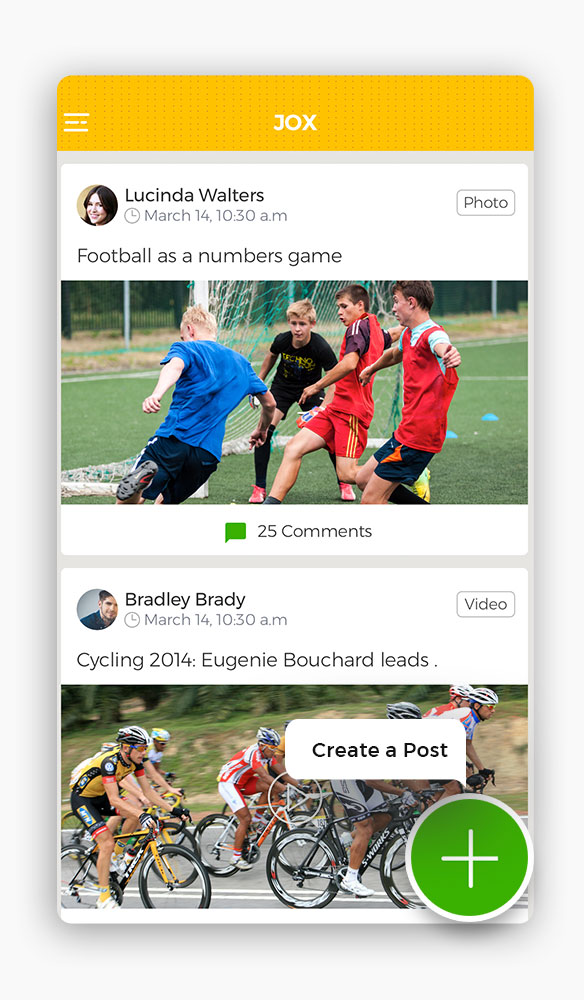 JOX
Lucinda Walters
March 14, 10:30 a.m
Photo
Football as a numbers game
TECHNO
25 Comments
Bradley Brady
March 14, 10:30 a.m
Video
Cycling 2014: Eugenie Bouchard leads .
Create a Post
S-WORKS